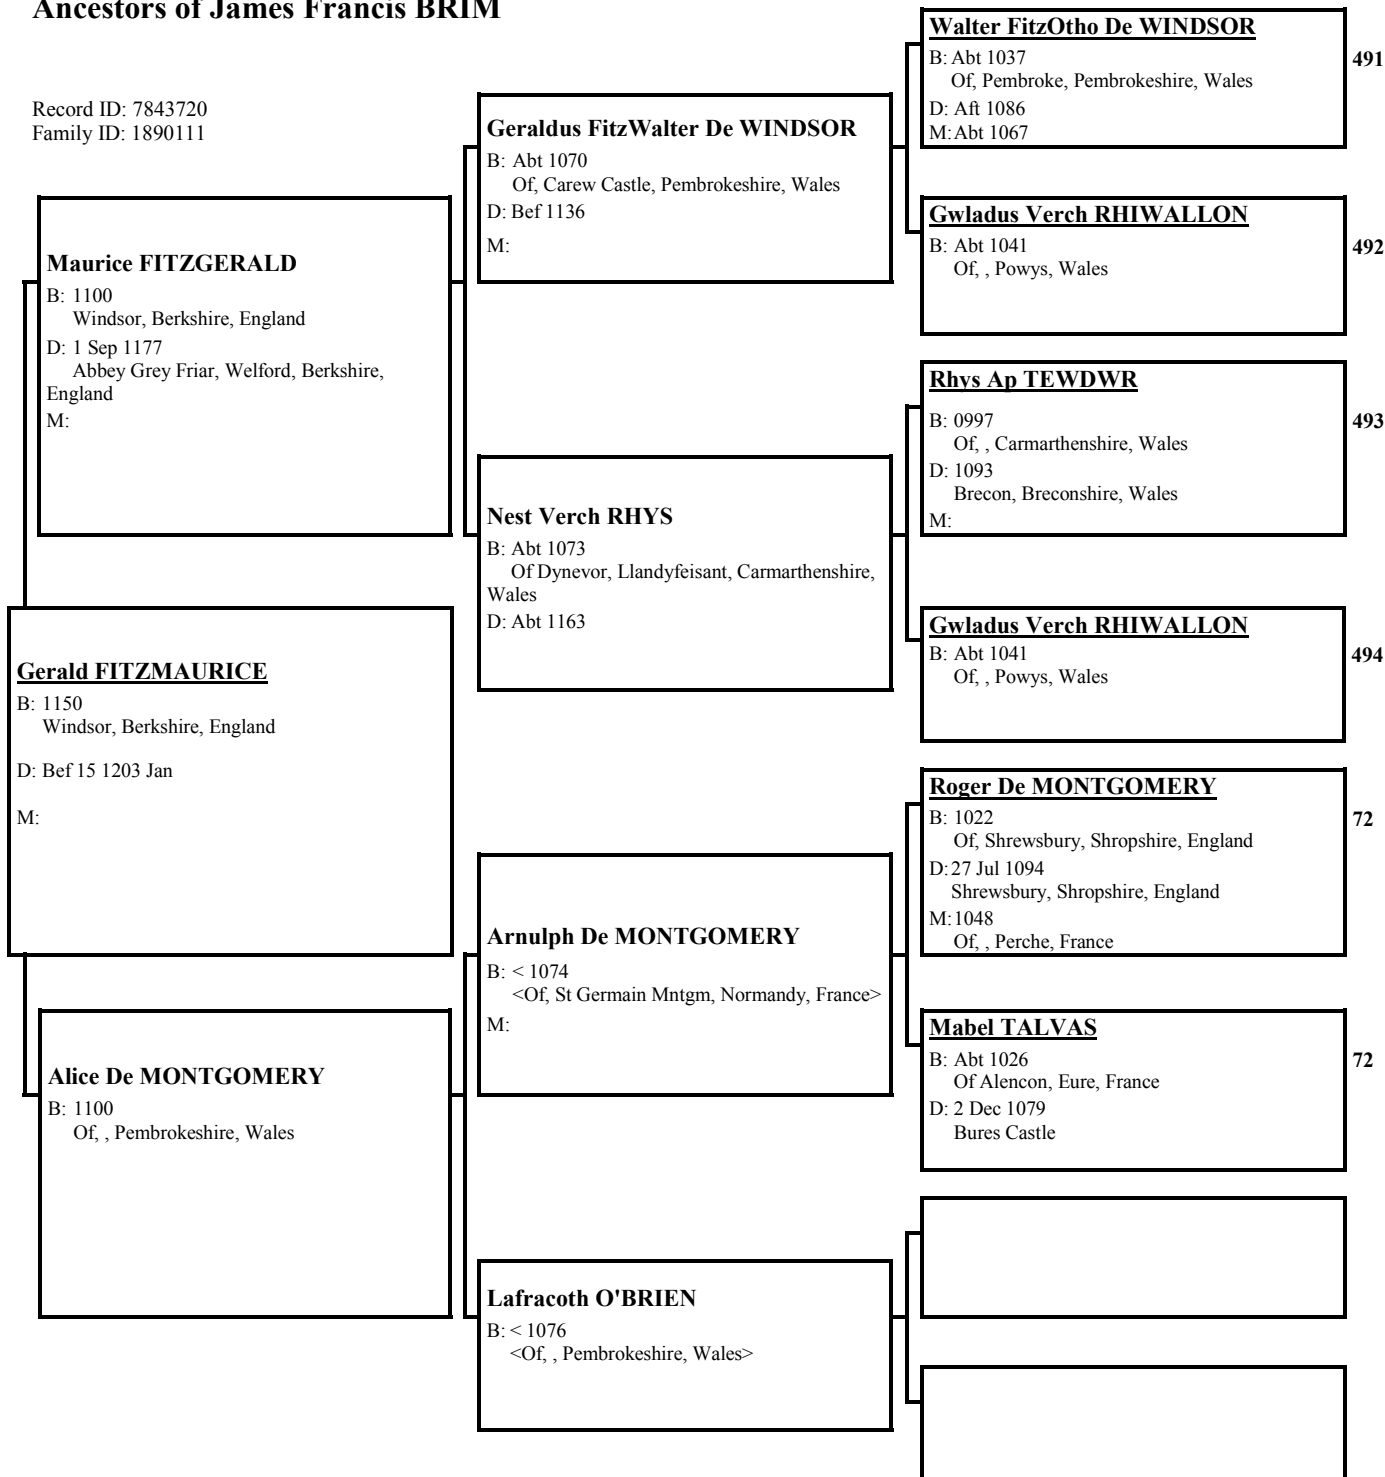 Ancestors of James Francis BRIM
Record ID: 7843720
Family ID: 1890111
Gerald FITZMAURICE
B: 1150
Windsor, Berkshire, England
D: Bef 15 1203 Jan
M:
Maurice FITZGERALD
B: 1100
Windsor, Berkshire, England
D: 1 Sep 1177
Abbey Grey Friar, Welford, Berkshire,
England
M:
Alice De MONTGOMERY
B: 1100
Of, , Pembrokeshire, Wales
Geraldus FitzWalter De WINDSOR
B: Abt 1070
Of, Carew Castle, Pembrokeshire, Wales
D: Bef 1136
M:
Nest Verch RHYS
B: Abt 1073
Of Dynevor, Llandyfeisant, Carmarthenshire,
Wales
D: Abt 1163
Arnulph De MONTGOMERY
B: < 1074
<Of, St Germain Mntgm, Normandy, France>
M:
Lafracoth O'BRIEN
B: < 1076
<Of, , Pembrokeshire, Wales>
Walter FitzOtho De WINDSOR
B: Abt 1037
Of, Pembroke, Pembrokeshire, Wales
D: Aft 1086
M: Abt 1067
491
Gwladus Verch RHIWALLON
B: Abt 1041
Of, , Powys, Wales
492
Rhys Ap TEWDWR
B: 0997
Of, , Carmarthenshire, Wales
D: 1093
Brecon, Breconshire, Wales
M:
493
Gwladus Verch RHIWALLON
B: Abt 1041
Of, , Powys, Wales
494
Roger De MONTGOMERY
B: 1022
Of, Shrewsbury, Shropshire, England
D: 27 Jul 1094
Shrewsbury, Shropshire, England
M: 1048
Of, , Perche, France
72
Mabel TALVAS
B: Abt 1026
Of Alencon, Eure, France
D: 2 Dec 1079
Bures Castle
72